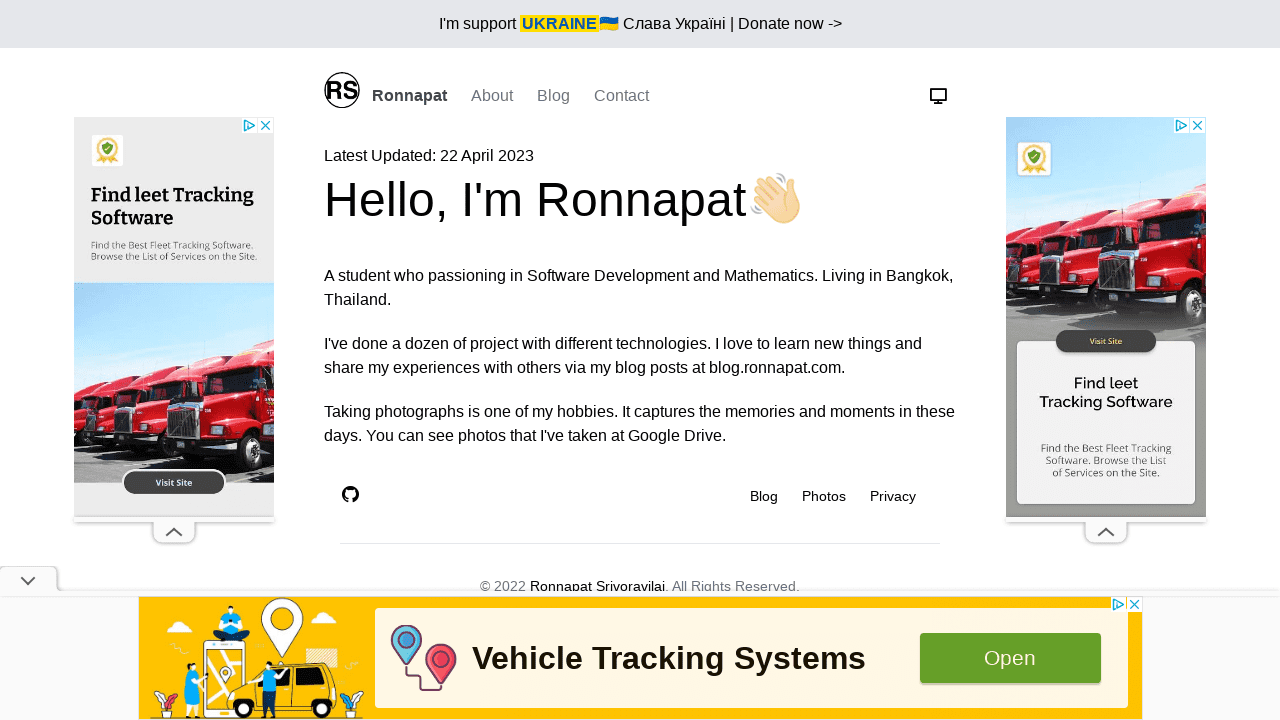 I'm support UKRAINE🇺🇦 Слава Україні | Donate now ->
RS Ronnapat About Blog Contact
Latest Updated: 22 April 2023
Hello, I'm Ronnapat👋🏼
A student who passioning in Software Development and Mathematics. Living in Bangkok,
Thailand.
I've done a dozen of project with different technologies. I love to learn new things and
share my experiences with others via my blog posts at blog.ronnapat.com.
Taking photographs is one of my hobbies. It captures the memories and moments in these
days. You can see photos that I've taken at Google Drive.
Blog Photos Privacy
© 2022 Ronnapat Srivoravilai. All Rights Reserved.
Find leet Tracking
Software
Find the Best Fleet Tracking Software.
Browse the List of Services on the Site.
Visit Site
Visit Site
Find leet
Tracking Software
Find the Best Fleet Tracking
Software. Browse the List
of Services on the Site.
Vehicle Tracking Systems
Open